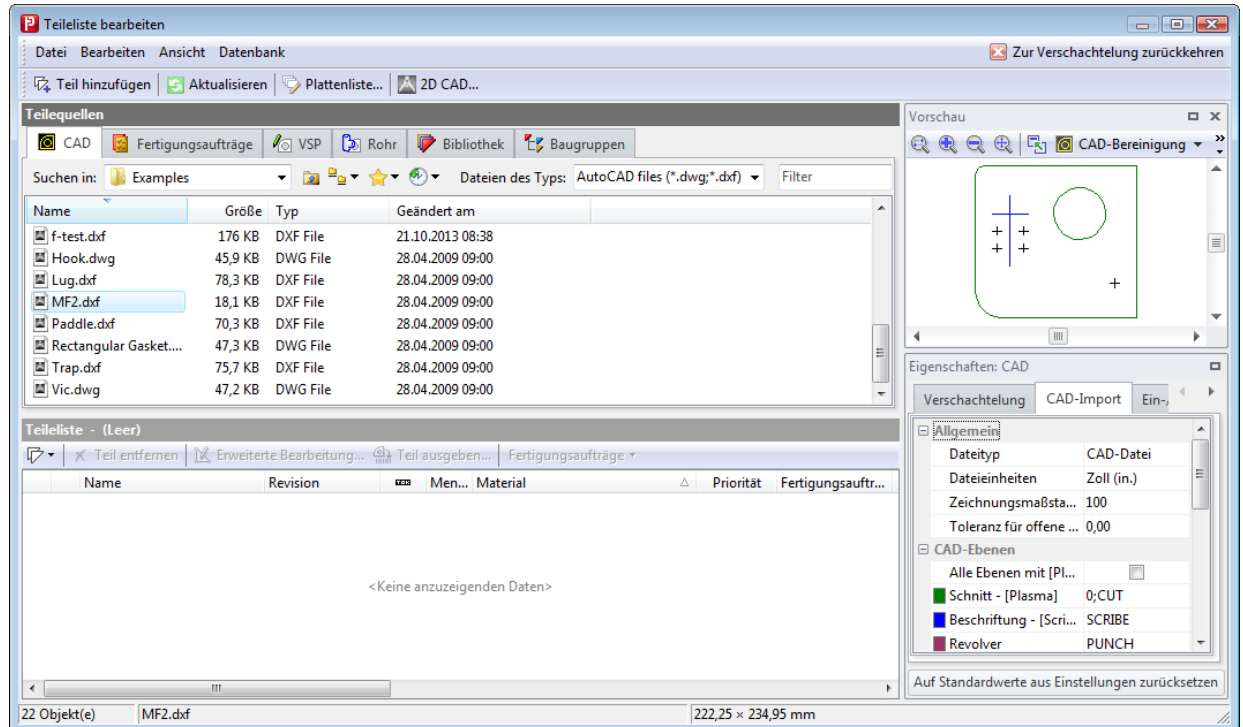 Teileliste bearbeiten
Datei Bearbeiten Ansicht Datenbank Zur Verschachtelung zurückkehren
Teil hinzufügen Aktualisieren Plattenliste... 2D CAD...
Teilequellen
CAD Fertigungsaufträge VSP Rohr Bibliothek Baugruppen
Suchen in: Examples Dateien des Typs: AutoCAD files (*.dwg;*.dxf) Filter
Name Größe Typ Geändert am
f-test.dxf 176 KB DXF File 21.10.2013 08:38
Hook.dwg 45,9 KB DWG File 28.04.2009 09:00
Lug.dxf 78,3 KB DXF File 28.04.2009 09:00
MF2.dxf 18,1 KB DXF File 28.04.2009 09:00
Paddle.dxf 70,3 KB DXF File 28.04.2009 09:00
Rectangular Gasket.... 47,3 KB DWG File 28.04.2009 09:00
Trap.dxf 75,7 KB DXF File 28.04.2009 09:00
Vic.dwg 47,2 KB DWG File 28.04.2009 09:00
Teileliste - (Leer)
Teil entfernen Erweiterte Bearbeitung... Teil ausgeben... Fertigungsaufträge
Name Revision Men... Material Priorität Fertigungsauftr...
<Keine anzuzeigenden Daten>
Vorschau
CAD-Bereinigung
Eigenschaften: CAD
Verschachtelung CAD-Import Ein-/
Allgemein
Dateityp CAD-Datei
Dateieinheiten Zoll (in.)
Zeichnungsmaßsta... 100
Toleranz für offene ... 0,00
CAD-Ebenen
Alle Ebenen mit [Pl...
Schnitt - [Plasma] 0;CUT
Beschriftung - [Scri... SCRIBE
Revolver PUNCH
Auf Standardwerte aus Einstellungen zurücksetzen
22 Objekt(e) MF2.dxf 222,25 × 234,95 mm